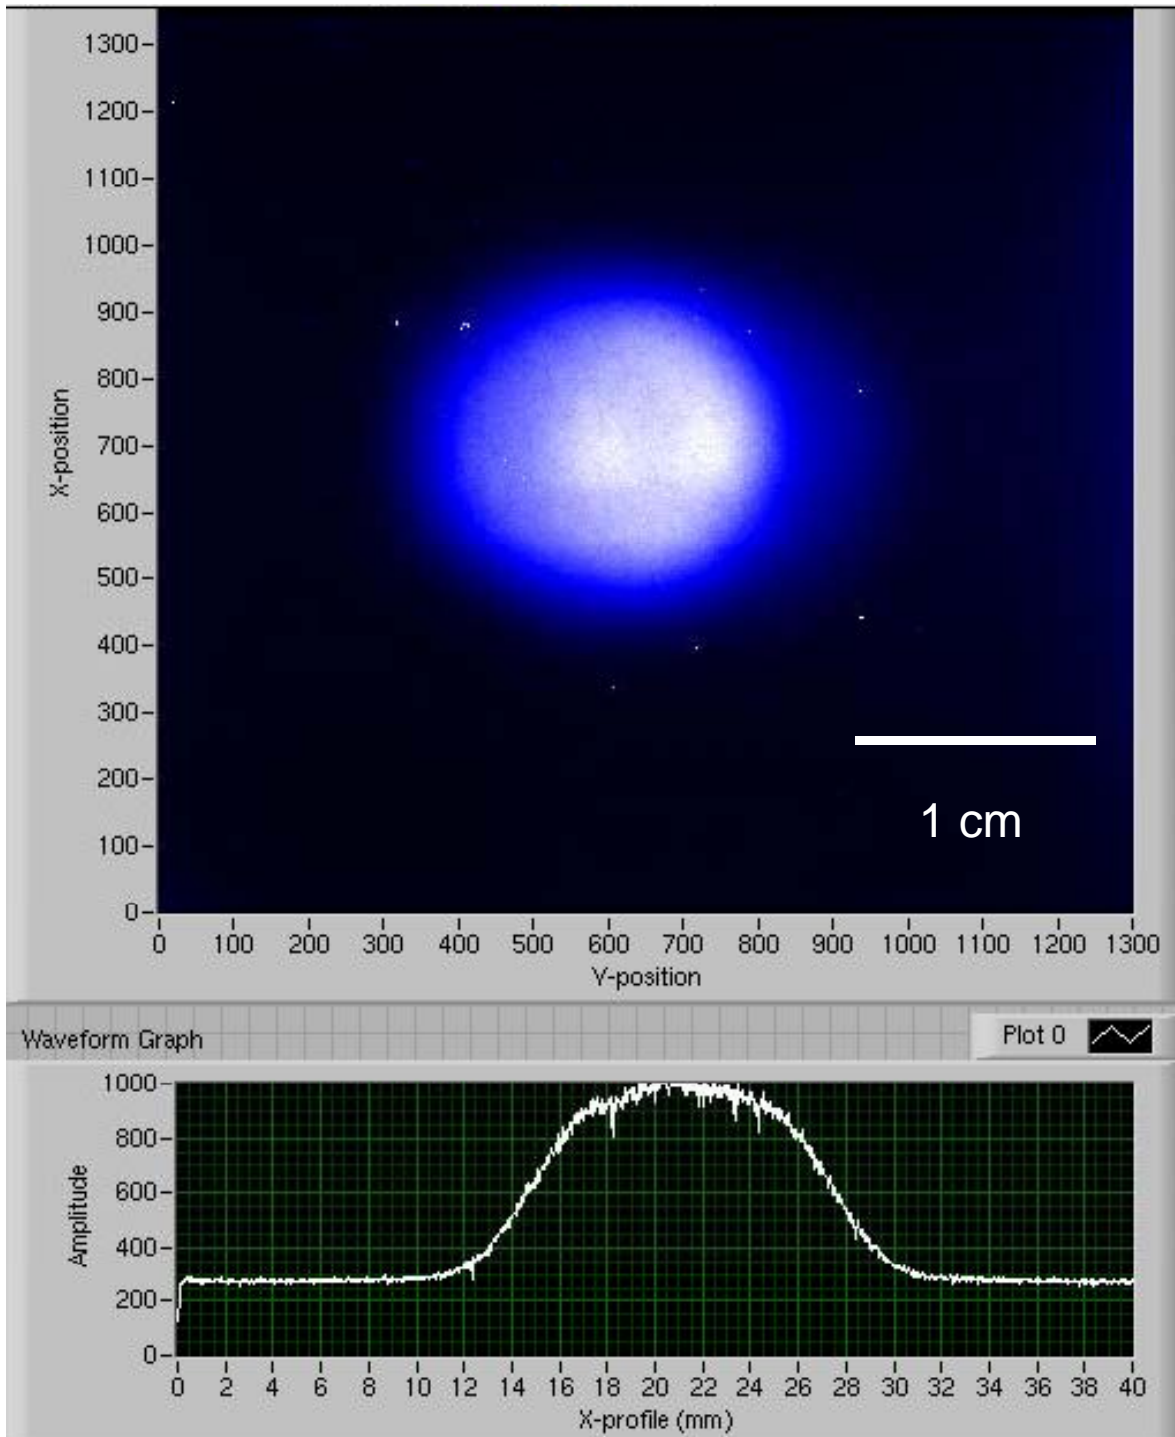 1300
1200
1100
1000
900
800
700
600
500
400
300
200
100
0
X-position
1 cm
0 100 200 300 400 500 600 700 800 900 1000 1100 1200 1300
Y-position
Waveform Graph
Plot 0
1000
800
600
400
200
0
Amplitude
0 2 4 6 8 10 12 14 16 18 20 22 24 26 28 30 32 34 36 38 40
X-profile (mm)